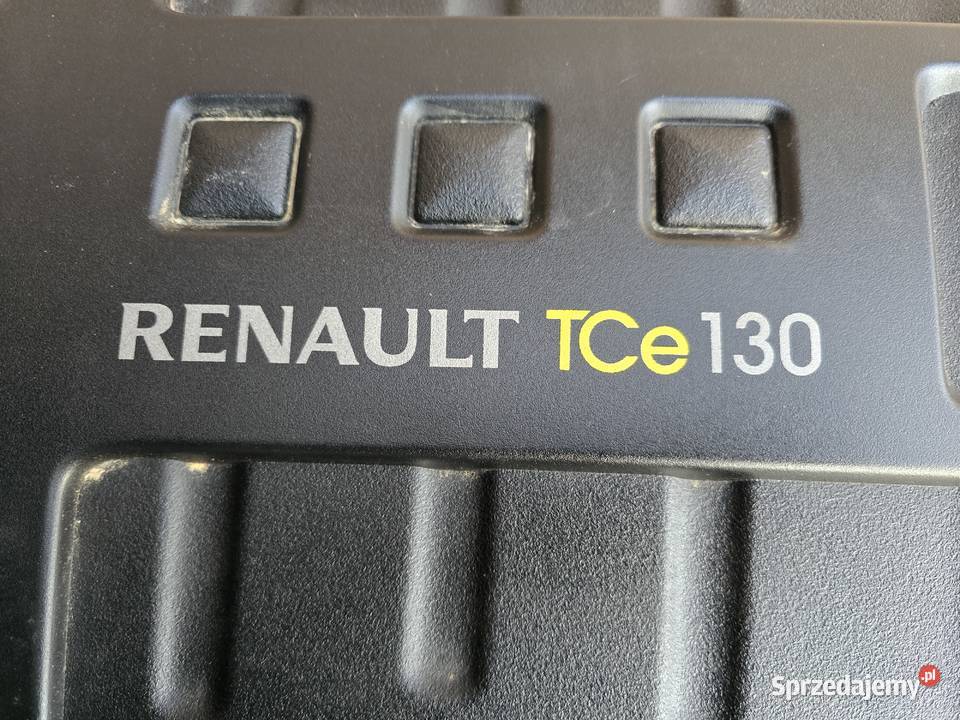 RENAULT TCe 130
Sprzedajemy.pl